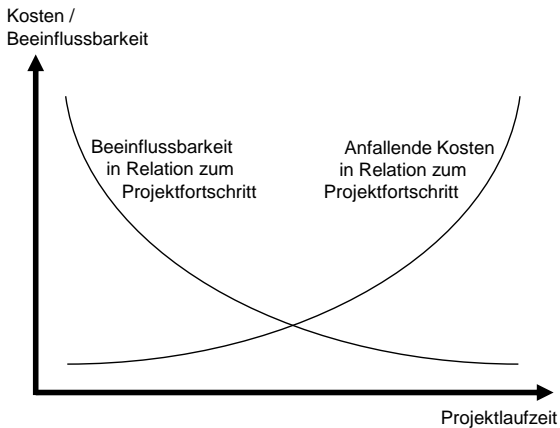 Kosten /
Beeinflussbarkeit
Beeinflussbarkeit
in Relation zum
Projektfortschritt
Anfallende Kosten
in Relation zum
Projektfortschritt
Projektlaufzeit